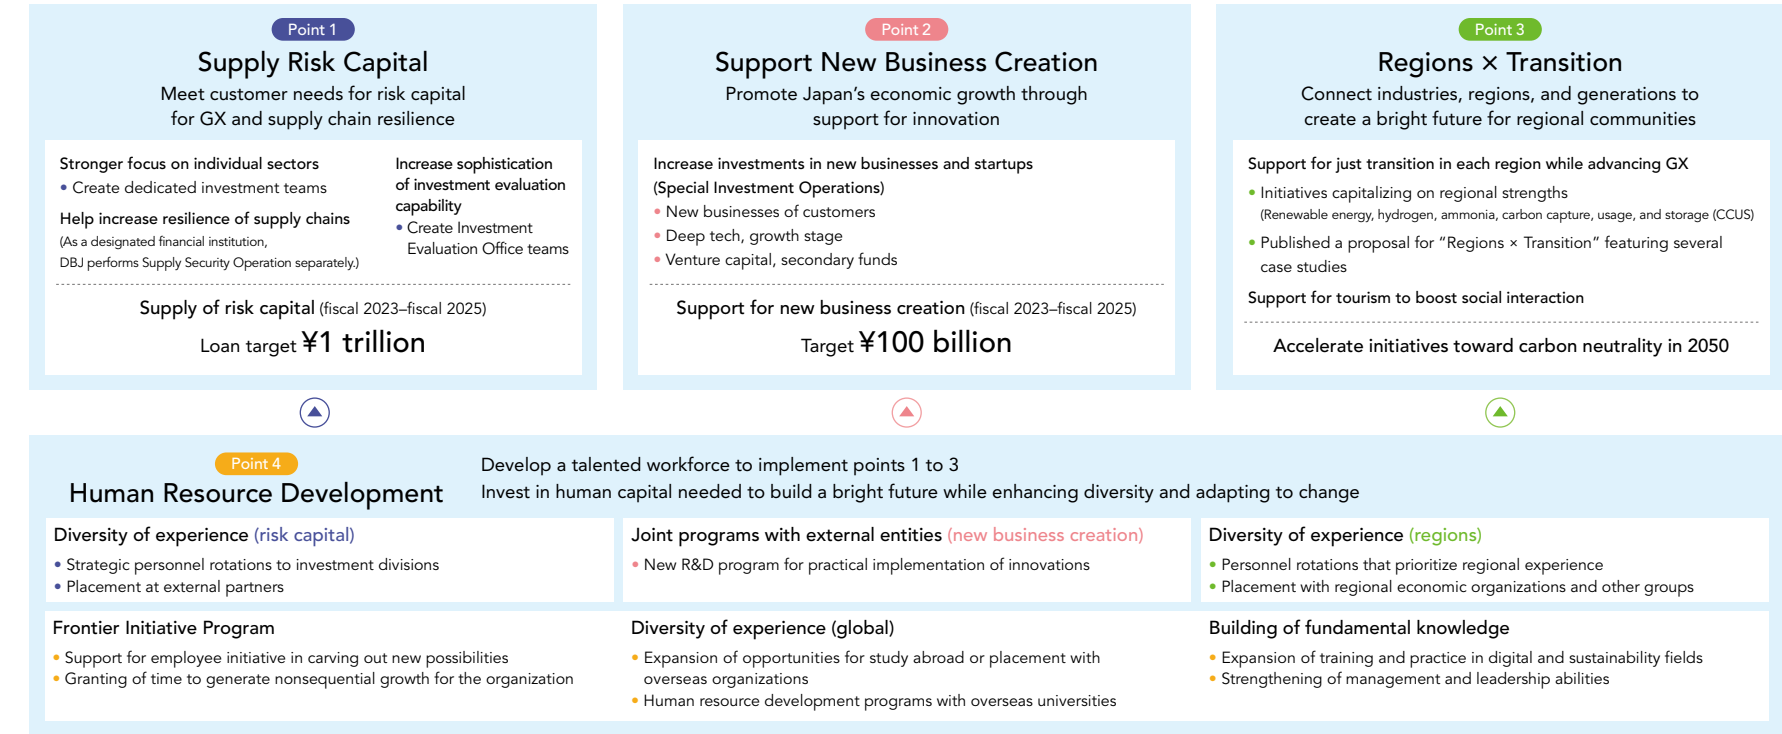 Point 1
Supply Risk Capital
Meet customer needs for risk capital
for GX and supply chain resilience
Stronger focus on individual sectors
• Create dedicated investment teams
Help increase resilience of supply chains
(As a designated financial institution,
DBJ performs Supply Security Operation separately.)
Increase sophistication
of investment evaluation
capability
• Create Investment
Evaluation Office teams
Supply of risk capital (fiscal 2023–fiscal 2025)
Loan target ¥1 trillion
Point 2
Support New Business Creation
Promote Japan's economic growth through
support for innovation
Increase investments in new businesses and startups
(Special Investment Operations)
• New businesses of customers
• Deep tech, growth stage
• Venture capital, secondary funds
Support for new business creation (fiscal 2023–fiscal 2025)
Target ¥100 billion
Point 3
Regions × Transition
Connect industries, regions, and generations to
create a bright future for regional communities
Support for just transition in each region while advancing GX
• Initiatives capitalizing on regional strengths
(Renewable energy, hydrogen, ammonia, carbon capture, usage, and storage (CCUS)
• Published a proposal for “Regions × Transition” featuring several
case studies
Support for tourism to boost social interaction
Accelerate initiatives toward carbon neutrality in 2050
Point 4
Human Resource Development
Develop a talented workforce to implement points 1 to 3
Invest in human capital needed to build a bright future while enhancing diversity and adapting to change
Diversity of experience (risk capital)
• Strategic personnel rotations to investment divisions
• Placement at external partners
Joint programs with external entities (new business creation)
• New R&D program for practical implementation of innovations
Diversity of experience (regions)
• Personnel rotations that prioritize regional experience
• Placement with regional economic organizations and other groups
Frontier Initiative Program
• Support for employee initiative in carving out new possibilities
• Granting of time to generate nonsequential growth for the organization
Diversity of experience (global)
• Expansion of opportunities for study abroad or placement with
overseas organizations
• Human resource development programs with overseas universities
Building of fundamental knowledge
• Expansion of training and practice in digital and sustainability fields
• Strengthening of management and leadership abilities